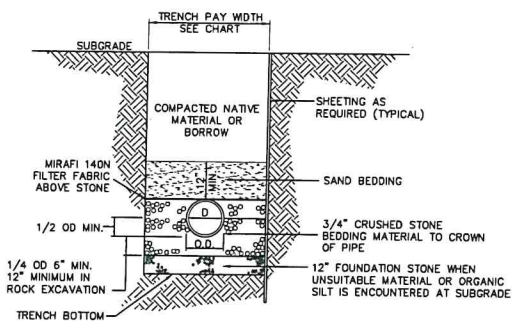 TRENCH PAY WIDTH
SEE CHART
SUBGRADE
COMPACTED NATIVE
MATERIAL OR
BORROW
SHEETING AS
REQUIRED (TYPICAL)
MIRAFI 140N
FILTER FABRIC
ABOVE STONE
12"
MIN.
SAND BEDDING
D
1/2 OD MIN.
3/4" CRUSHED STONE
BEDDING MATERIAL TO CROWN
OF PIPE
O.D.
1/4 OD 6" MIN.
12" MINIMUM IN
ROCK EXCAVATION
12" FOUNDATION STONE WHEN
UNSUITABLE MATERIAL OR ORGANIC
SILT IS ENCOUNTERED AT SUBGRADE
TRENCH BOTTOM